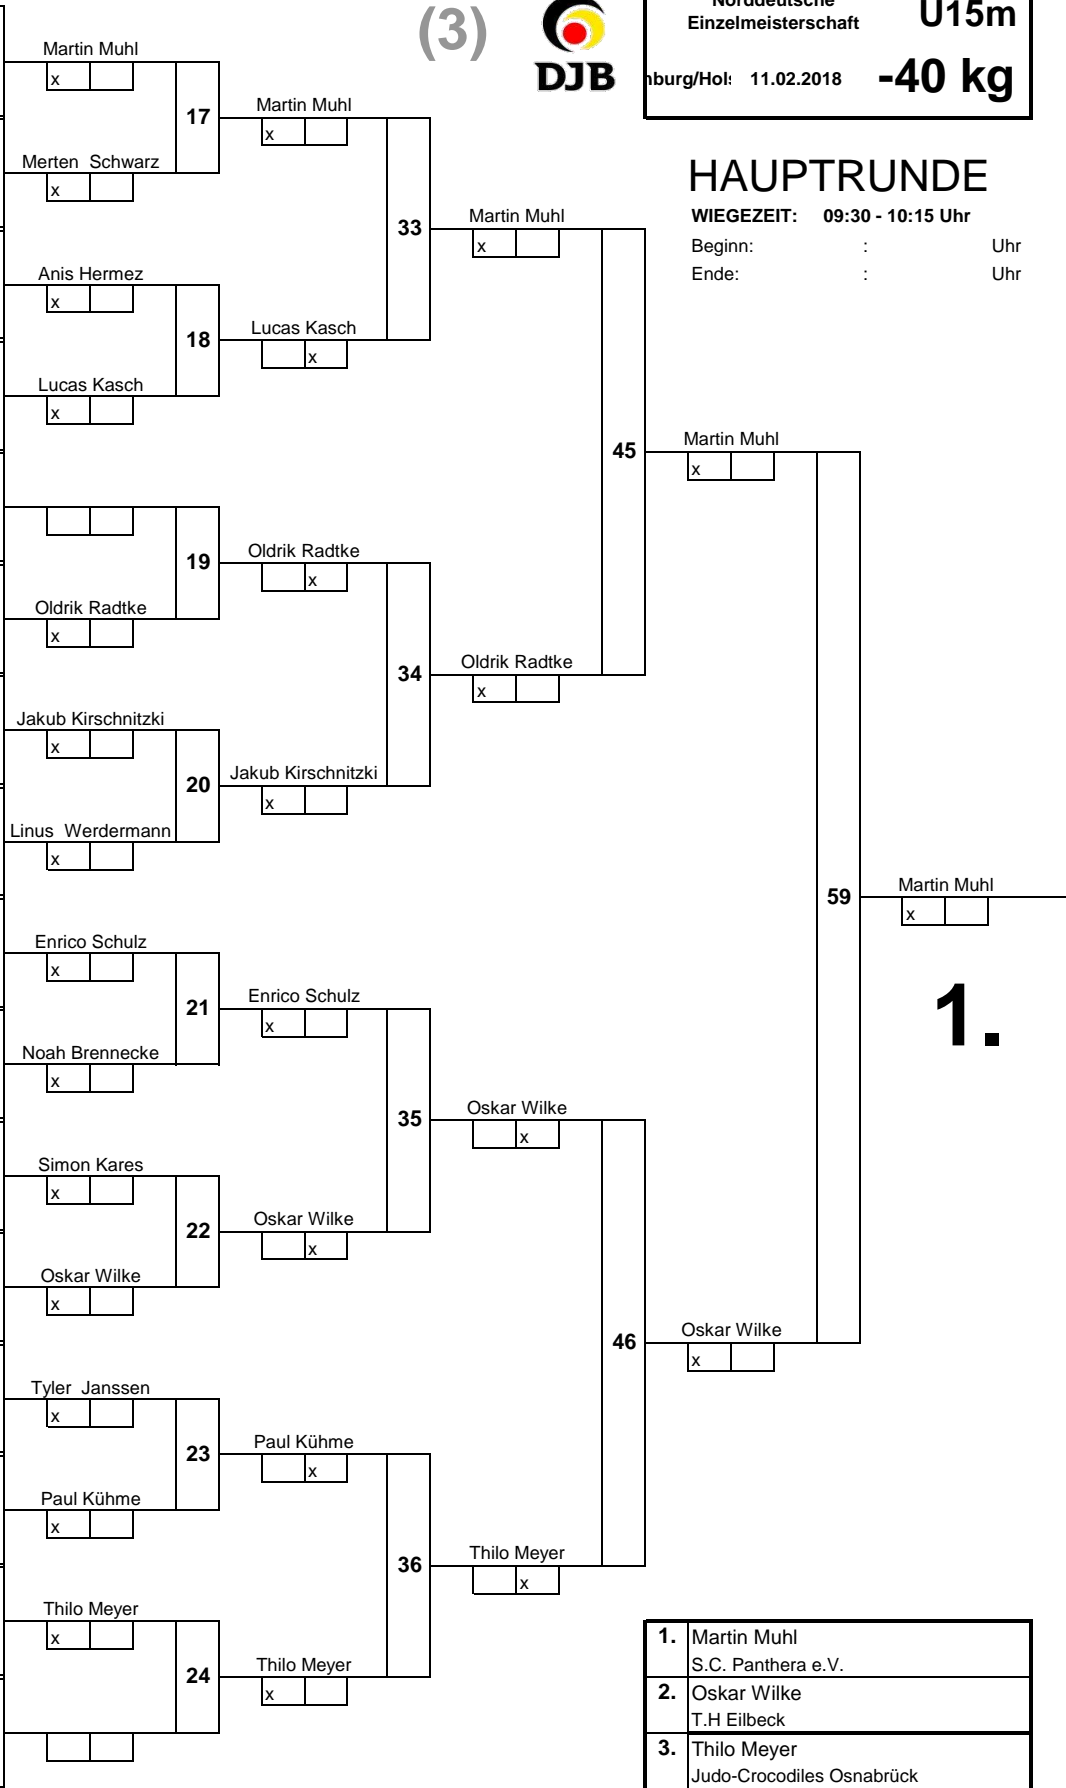 (3)
DJB
Norddeutsche
Einzelmeisterschaft
U15m
11.02.2018
-40 kg
HAUPTRUNDE
WIEGEZEIT: 09:30 - 10:15 Uhr
Beginn: : Uhr
Ende: : Uhr
Martin Muhl
x
17
Merten Schwarz
x
Martin Muhl
x
33
Anis Hermez
x
18
Lucas Kasch
x
Lucas Kasch
x
Martin Muhl
x
45
19
Oldrik Radtke
x
Oldrik Radtke
x
34
Jakub Kirschnitzki
x
20
Linus Werdermann
x
Jakub Kirschnitzki
x
Oldrik Radtke
x
Martin Muhl
x
59
Enrico Schulz
x
21
Noah Brennecke
x
Enrico Schulz
x
35
Simon Kares
x
22
Oskar Wilke
x
Oskar Wilke
x
Oskar Wilke
x
46
Tyler Janssen
x
23
Paul Kühme
x
Paul Kühme
x
36
Thilo Meyer
x
24
Thilo Meyer
x
Thilo Meyer
x
Oskar Wilke
x
Martin Muhl
x
1.
1. Martin Muhl
S.C. Panthera e.V.
2. Oskar Wilke
T.H Eilbeck
3. Thilo Meyer
Judo-Crocodiles Osnabrück